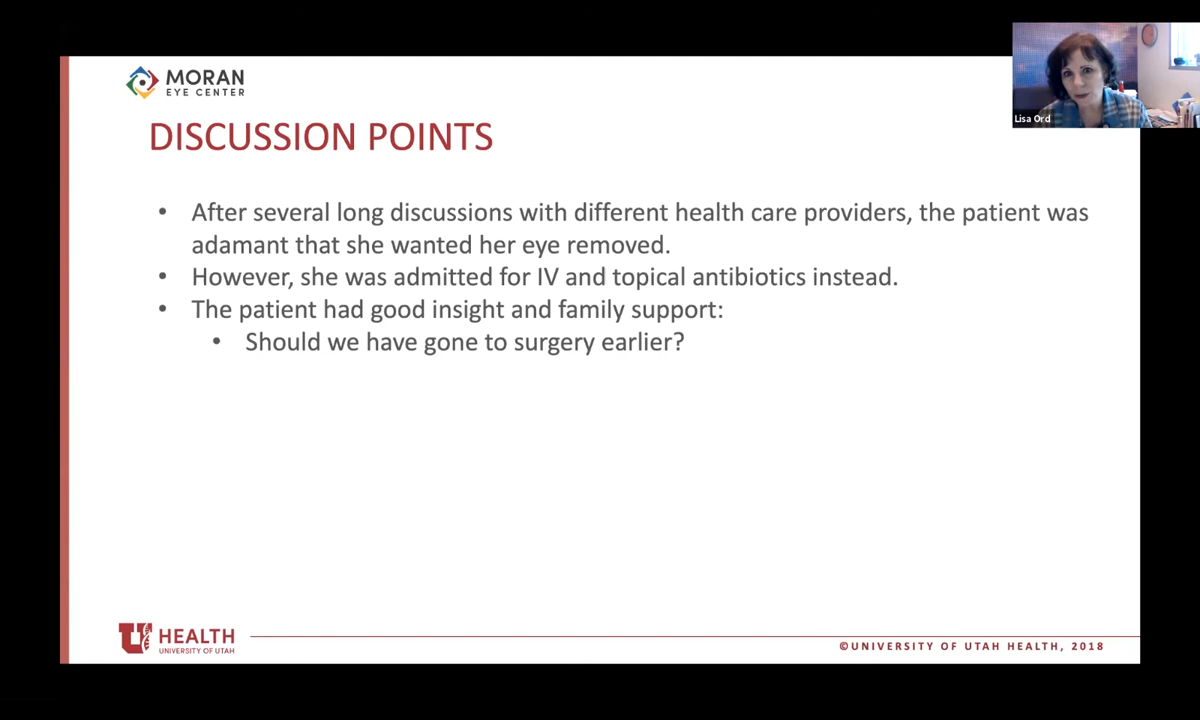 MORAN
EYE CENTER
Lisa Ord
DISCUSSION POINTS
• After several long discussions with different health care providers, the patient was
adamant that she wanted her eye removed.
• However, she was admitted for IV and topical antibiotics instead.
• The patient had good insight and family support:
• Should we have gone to surgery earlier?
U HEALTH
UNIVERSITY OF UTAH
©UNIVERSITY OF UTAH HEALTH, 2018